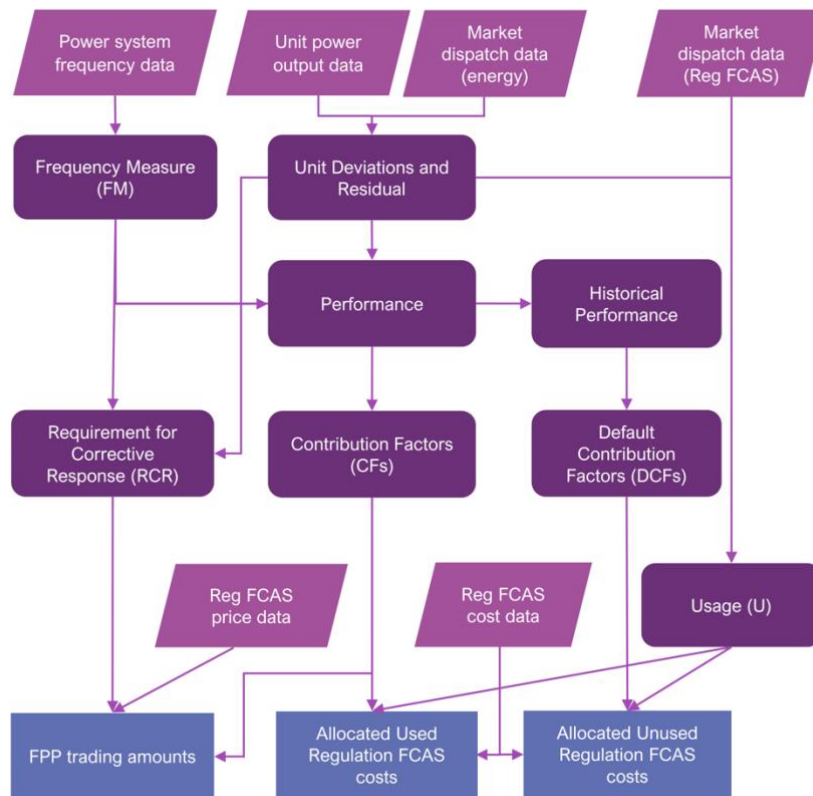 Power system
frequency data
Unit power
output data
Market
dispatch data
(energy)
Market
dispatch data
(Reg FCAS)
Frequency Measure
(FM)
Unit Deviations and
Residual
Performance
Historical
Performance
Requirement for
Corrective
Response (RCR)
Contribution Factors
(CFs)
Default
Contribution
Factors (DCFs)
Reg FCAS
price data
Reg FCAS
cost data
Usage (U)
FPP trading amounts
Allocated Used
Regulation FCAS
costs
Allocated Unused
Regulation FCAS
costs